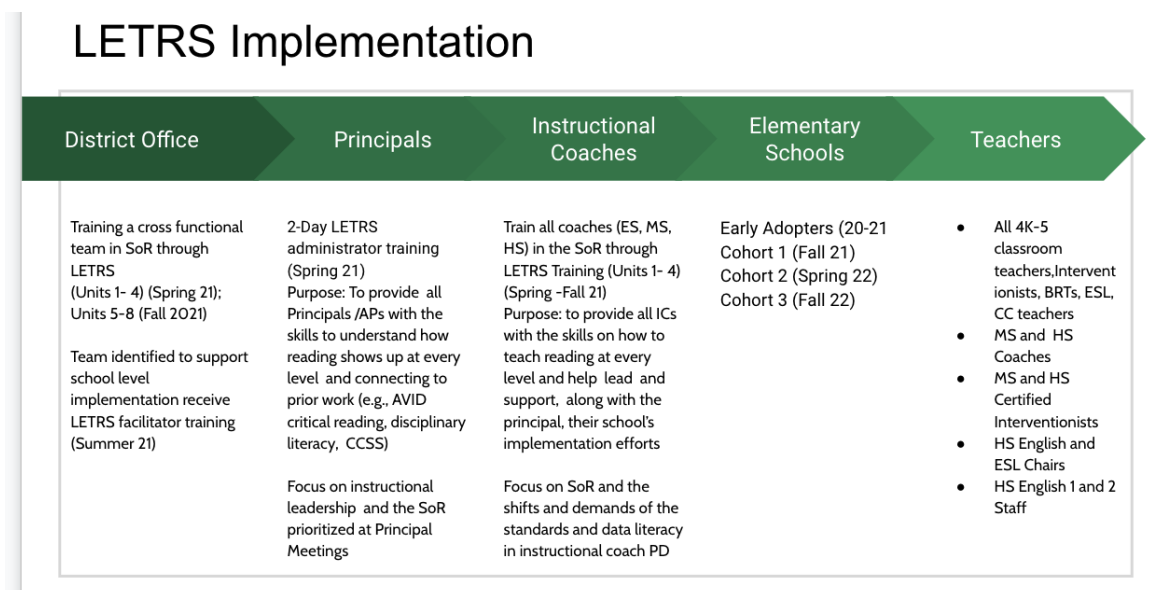 LETRS Implementation
District Office
Principals
Instructional
Coaches
Elementary
Schools
Teachers
Training a cross functional
team in SoR through
LETRS
(Units 1- 4) (Spring 21);
Units 5-8 (Fall 2021)
Team identified to support
school level
implementation receive
LETRS facilitator training
(Summer 21)
2-Day LETRS
administrator training
(Spring 21)
Purpose: To provide all
Principals /APs with the
skills to understand how
reading shows up at every
level and connecting to
prior work (e.g., AVID
critical reading, disciplinary
literacy, CCSS)
Focus on instructional
leadership and the SoR
prioritized at Principal
Meetings
Train all coaches (ES, MS,
HS) in the SoR through
LETRS Training (Units 1- 4)
(Spring -Fall 21)
Purpose: to provide all ICs
with the skills on how to
teach reading at every
level and help lead and
support, along with the
principal, their school's
implementation efforts
Focus on SoR and the
shifts and demands of the
standards and data literacy
in instructional coach PD
Early Adopters (20-21
Cohort 1 (Fall 21)
Cohort 2 (Spring 22)
Cohort 3 (Fall 22)
● All 4K-5
classroom
teachers,Intervent
ionists, BRTs, ESL,
CC teachers
● MS and HS
Coaches
● MS and HS
Certified
Interventionists
● HS English and
ESL Chairs
● HS English 1 and 2
Staff